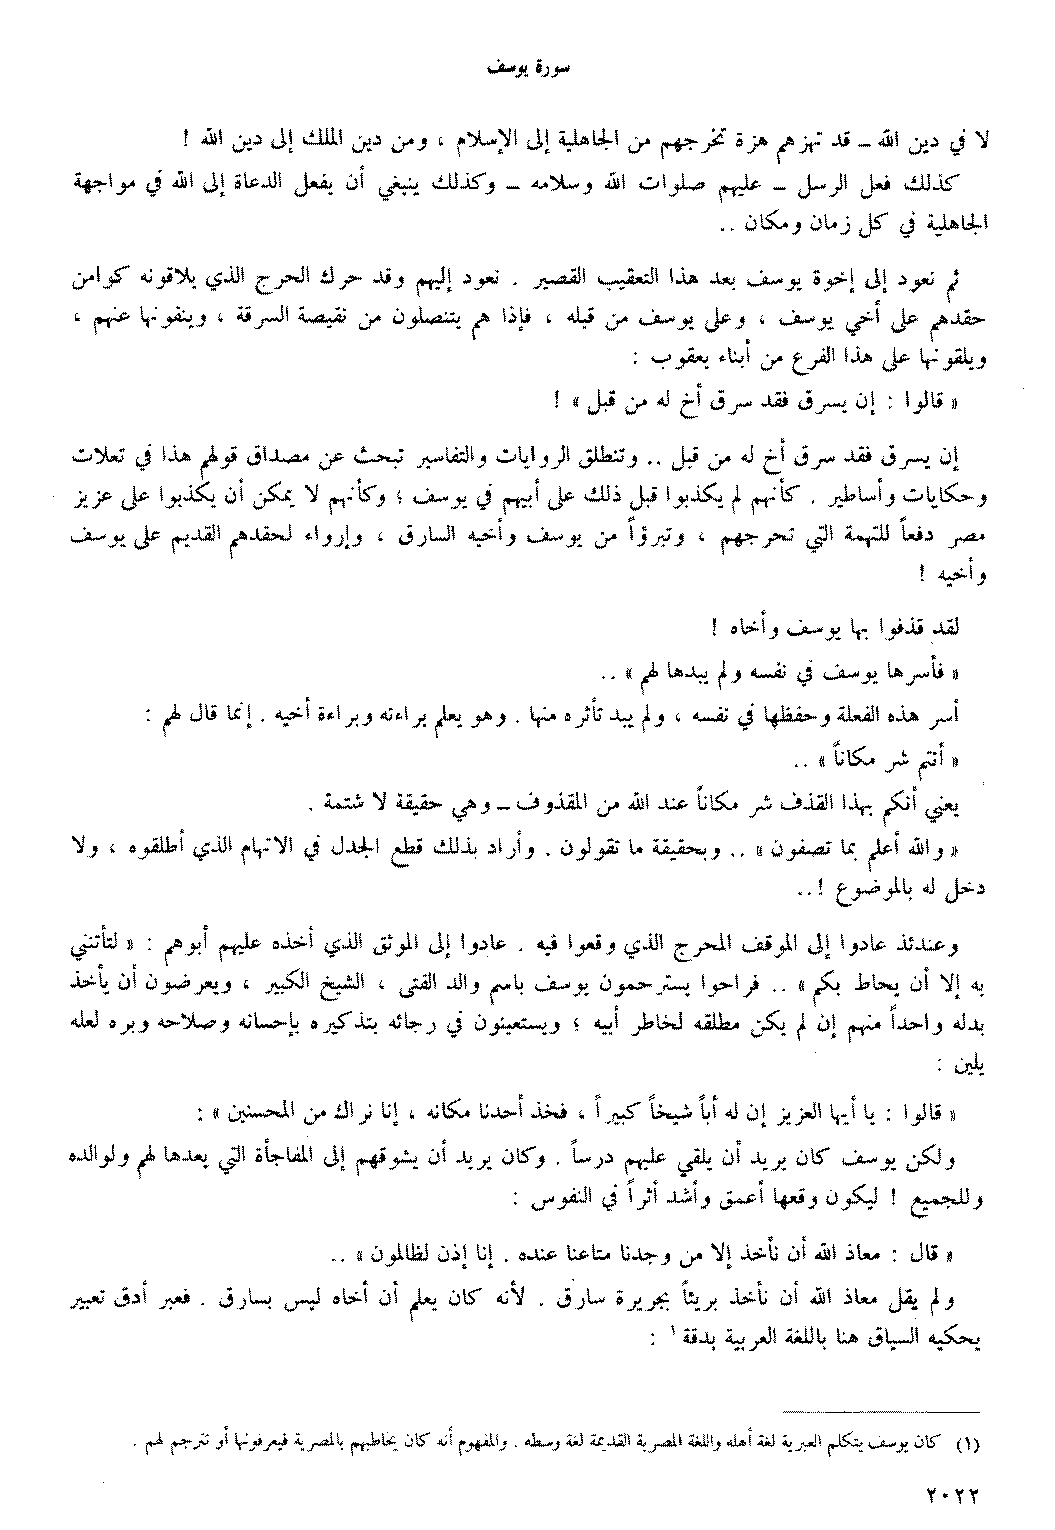 سورة يوسف
لا في دين الله – قد تهزهم هزة تخرجهم من الجاهلية إلى الإسلام ، ومن دين الملك إلى دين الله !
كذلك فعل الرسل – عليهم صلوات الله وسلامه – وكذلك ينبغي أن يفعل الدعاة إلى الله في مواجهة
الجاهلية في كل زمان ومكان ..
ثم نعود إلى إخوة يوسف بعد هذا التعقيب القصير . نعود إليهم وقد حرك الحرج الذي يلاقونه كوامن
حقدهم على أخي يوسف ، وعلى يوسف من قبله ، فإذا هم يتنصلون من نقيصة السرقة ، وينفونها عنهم ،
ويلقونها على هذا الفرع من أبناء يعقوب :
« قالوا : إن يسرق فقد سرق أخ له من قبل » !
إن يسرق فقد سرق أخ له من قبل .. وتنطلق الروايات والتفاسير تبحث عن مصداق قولهم هذا في تعلات
وحكايات وأساطير . كأنهم لم يكذبوا قبل ذلك على أبيهم في يوسف ؛ وكأنهم لا يمكن أن يكذبوا على عزيز
مصر دفعاً للتهمة التي تحرجهم ، وتبرؤاً من يوسف وأخيه السارق ، وإرواء لحقدهم القديم على يوسف
وأخيه !
لقد قذفوا بها يوسف وأخاه !
« فأسرها يوسف في نفسه ولم يبدها لهم » ..
أسر هذه الفعلة وحفظها في نفسه ، ولم يبد تأثره منها . وهو يعلم براءته وبراءة أخيه . إنما قال لهم :
« أنتم شر مكاناً » ..
يعني أنكم بهذا القذف شر مكاناً عند الله من المقذوف – وهي حقيقة لا شتمة .
« والله أعلم بما تصفون » .. وبحقيقة ما تقولون . وأراد بذلك قطع الجدل في الاتهام الذي أطلقوه ، ولا
دخل له بالموضوع !..
وعندئذ عادوا إلى الموقف المحرج الذي وقعوا فيه . عادوا إلى الموثق الذي أخذه عليهم أبوهم : « لتأتنني
به إلا أن يحاط بكم » .. فراحوا يسترحمون يوسف باسم والد الفتى ، الشيخ الكبير ، ويعرضون أن يأخذ
بدله واحداً منهم إن لم يكن مطلقه لخاطر أبيه ؛ ويستعينون في رجائه بتذكيره بإحسانه وصلاحه وبره لعله
يلين :
« قالوا : يا أيها العزيز إن له أباً شيخاً كبيراً ، فخذ أحدنا مكانه ، إنا نراك من المحسنين » :
ولكن يوسف كان يريد أن يلقي عليهم درساً . وكان يريد أن يشوقهم إلى المفاجأة التي يعدها لهم ولوالده
وللجميع ! ليكون وقعها أعمق وأشد أثراً في النفوس :
« قال : معاذ الله أن نأخذ إلا من وجدنا متاعنا عنده . إنا إذن لظالمون » ..
ولم يقل معاذ الله أن نأخذ بريئاً بجريرة سارق . لأنه كان يعلم أن أخاه ليس بسارق . فعبر أدق تعبير
يحكيه السياق هنا باللغة العربية بدقة ١ :
(١) كان يوسف يتكلم العبرية لغة أهله واللغة المصرية القديمة لغة وسطه . والمفهوم أنه كان يخاطبهم بالمصرية فيعرفونها أو تترجم لهم .
٢٠٢٢